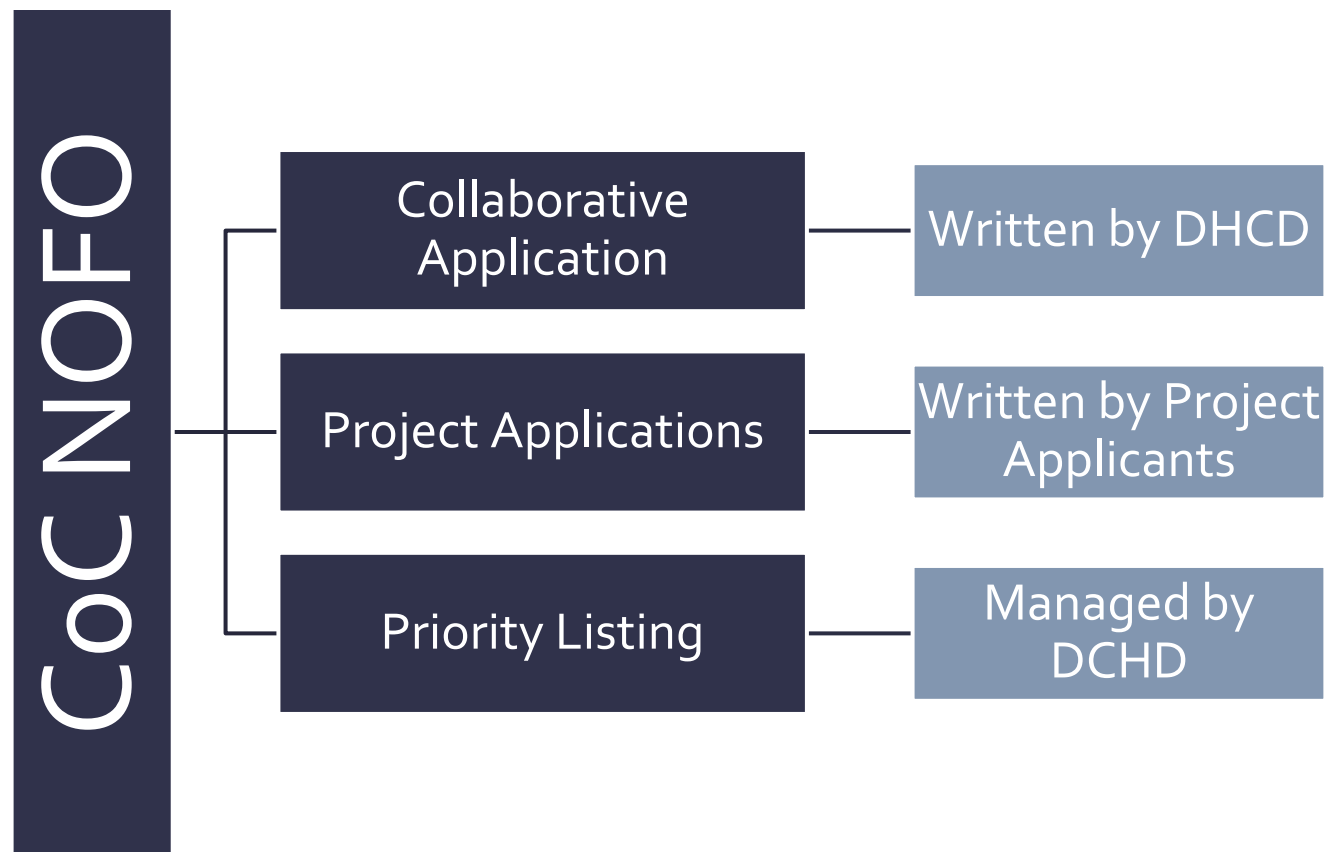 CoC NOFO
Collaborative
Application
Written by DHCD
Project Applications
Written by Project
Applicants
Priority Listing
Managed by
DCHD